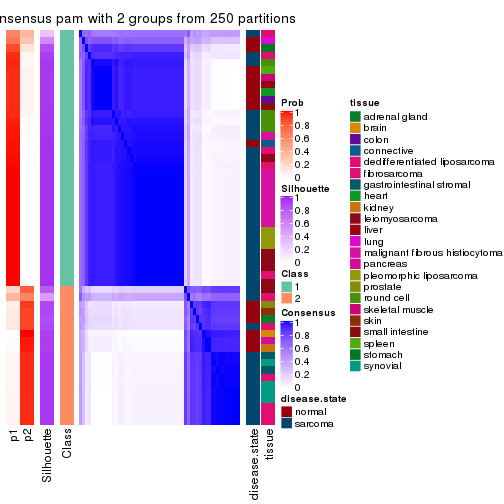 nsensus pam with 2 groups from 250 partitions
Prob
1
0.8
0.6
0.4
0.2
0
Silhouette
1
0.8
0.6
0.4
0.2
0
Class
1
2
Consensus
1
0.8
0.6
0.4
0.2
0
disease.state
normal
sarcoma
tissue
adrenal gland
brain
colon
connective
dedifferentiated liposarcoma
fibrosarcoma
gastrointestinal stromal
heart
kidney
leiomyosarcoma
liver
lung
malignant fibrous histiocytoma
pancreas
pleomorphic liposarcoma
prostate
round cell
skeletal muscle
skin
small intestine
spleen
stomach
synovial
p1
p2
Silhouette
Class
disease.state
tissue